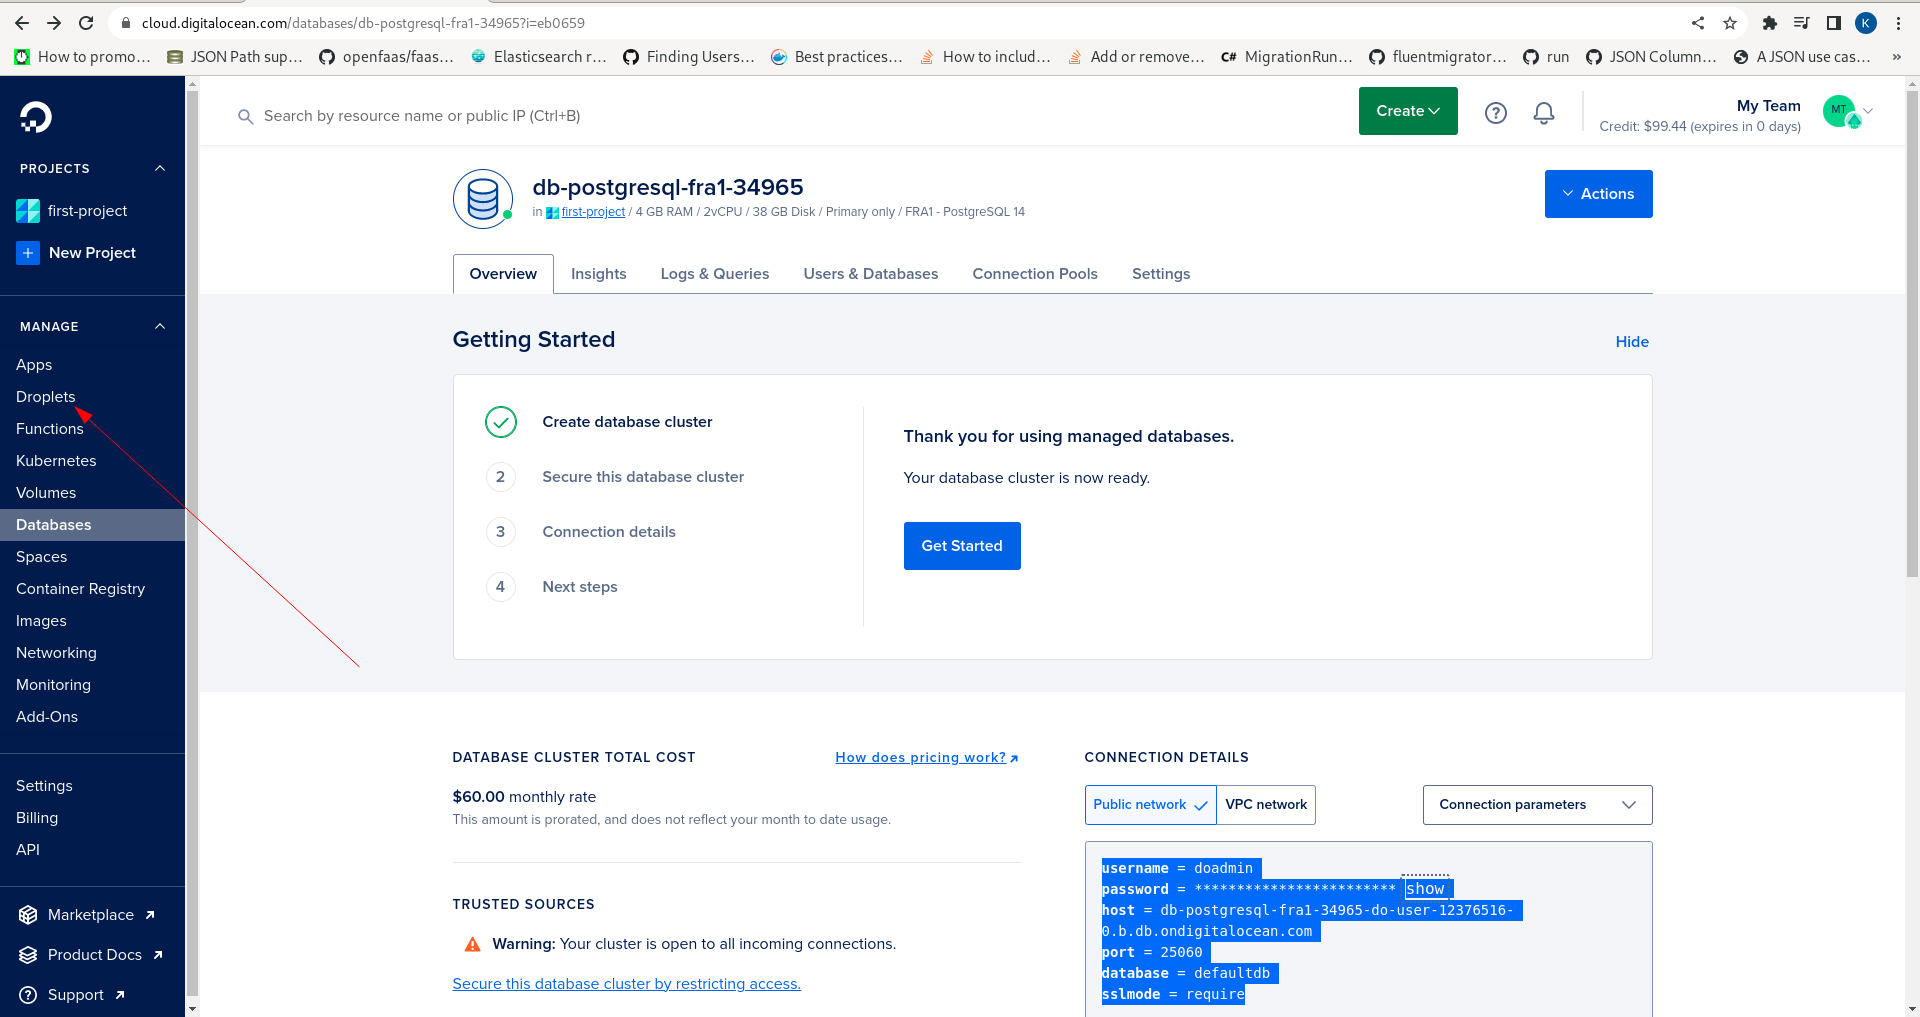 cloud.digitalocean.com/databases/db-postgresql-fra1-34965?i=eb0659
K
How to promo… JSON Path sup… openfaas/faas… Elasticsearch r… Finding Users… Best practices… How to includ… Add or remove… C# MigrationRun… fluentmigrator… run JSON Column… A JSON use cas… »
Search by resource name or public IP (Ctrl+B)
Create
My Team
Credit: $99.44 (expires in 0 days)
MT
PROJECTS
first-project
New Project
MANAGE
Apps
Droplets
Functions
Kubernetes
Volumes
Databases
Spaces
Container Registry
Images
Networking
Monitoring
Add-Ons
Settings
Billing
API
Marketplace
Product Docs
Support
db-postgresql-fra1-34965
in first-project / 4 GB RAM / 2vCPU / 38 GB Disk / Primary only / FRA1 - PostgreSQL 14
Actions
Overview Insights Logs & Queries Users & Databases Connection Pools Settings
Getting Started
Hide
Create database cluster
2 Secure this database cluster
3 Connection details
4 Next steps
Thank you for using managed databases.
Your database cluster is now ready.
Get Started
DATABASE CLUSTER TOTAL COST
How does pricing work?
$60.00 monthly rate
This amount is prorated, and does not reflect your month to date usage.
TRUSTED SOURCES
Warning: Your cluster is open to all incoming connections.
Secure this database cluster by restricting access.
CONNECTION DETAILS
Public network VPC network
Connection parameters
username = doadmin
password = ************************ show
host = db-postgresql-fra1-34965-do-user-12376516-
0.b.db.ondigitalocean.com
port = 25060
database = defaultdb
sslmode = require